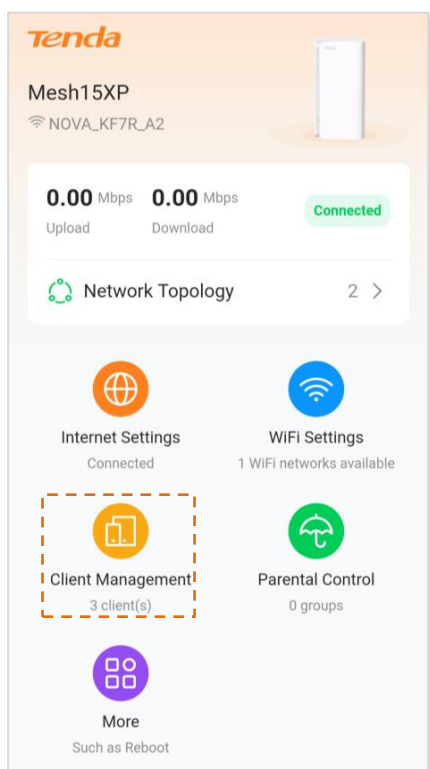 Tenda
Mesh15XP
NOVA_KF7R_A2
0.00 Mbps 0.00 Mbps
Connected
Upload Download
Network Topology 2
Internet Settings WiFi Settings
Connected 1 WiFi networks available
Client Management Parental Control
3 client(s) 0 groups
More
Such as Reboot